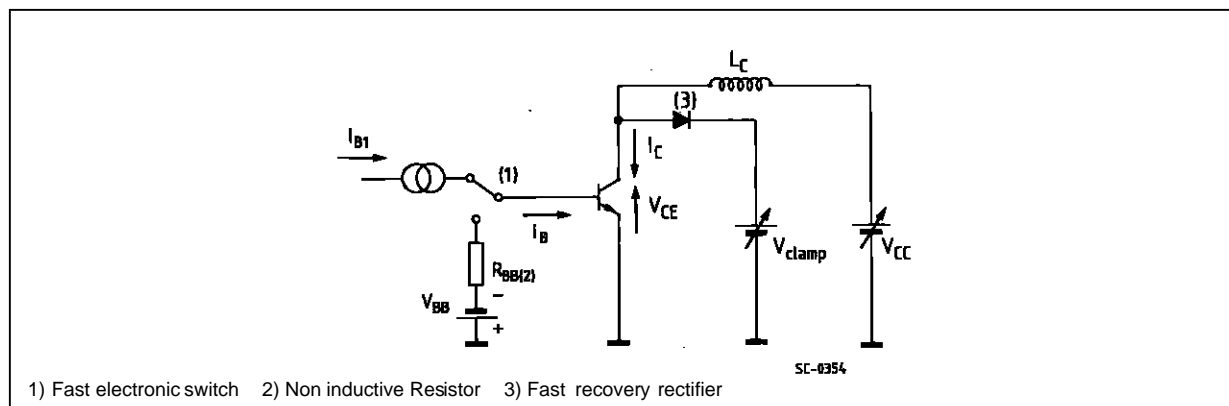 L_C
(3)
I_B1
I_C
(1)
V_CE
i_B
V_clamp
V_CC
R_BB(2)
V_BB
−
+
SC-0354
1) Fast electronic switch 2) Non inductive Resistor 3) Fast recovery rectifier